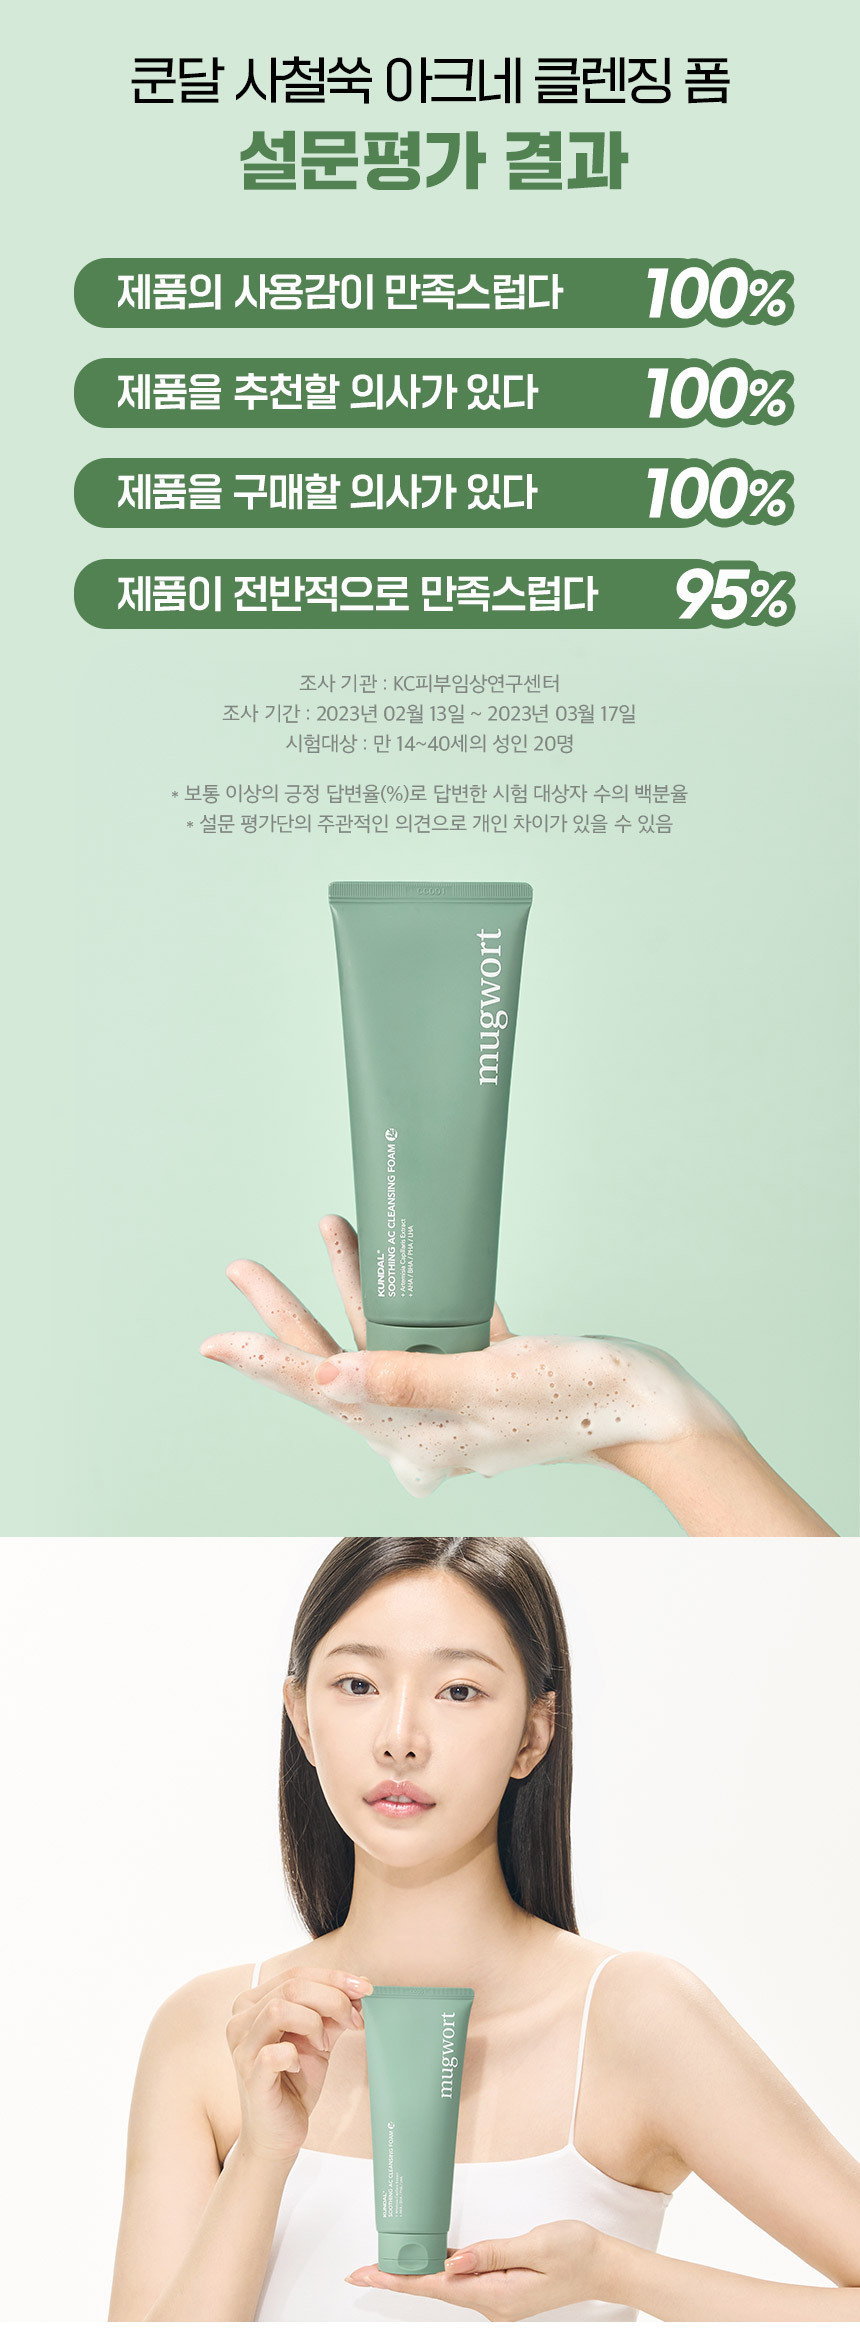 쿤달 사철쑥 아크네 클렌징 폼
설문평가 결과
제품의 사용감이 만족스럽다 100%
제품을 추천할 의사가 있다 100%
제품을 구매할 의사가 있다 100%
제품이 전반적으로 만족스럽다 95%
조사 기관 : KC피부임상연구센터
조사 기간 : 2023년 02월 13일 ~ 2023년 03월 17일
시험대상 : 만 14~40세의 성인 20명
* 보통 이상의 긍정 답변율(%)로 답변한 시험 대상자 수의 백분율
* 설문 평가단의 주관적인 의견으로 개인 차이가 있을 수 있음
mugwort
KUNDAL
SOOTHING AC CLEANSING FOAM
• Artemisia Capillaris Extract
• AHA / BHA / PHA / LHA
mugwort
KUNDAL
SOOTHING AC CLEANSING FOAM